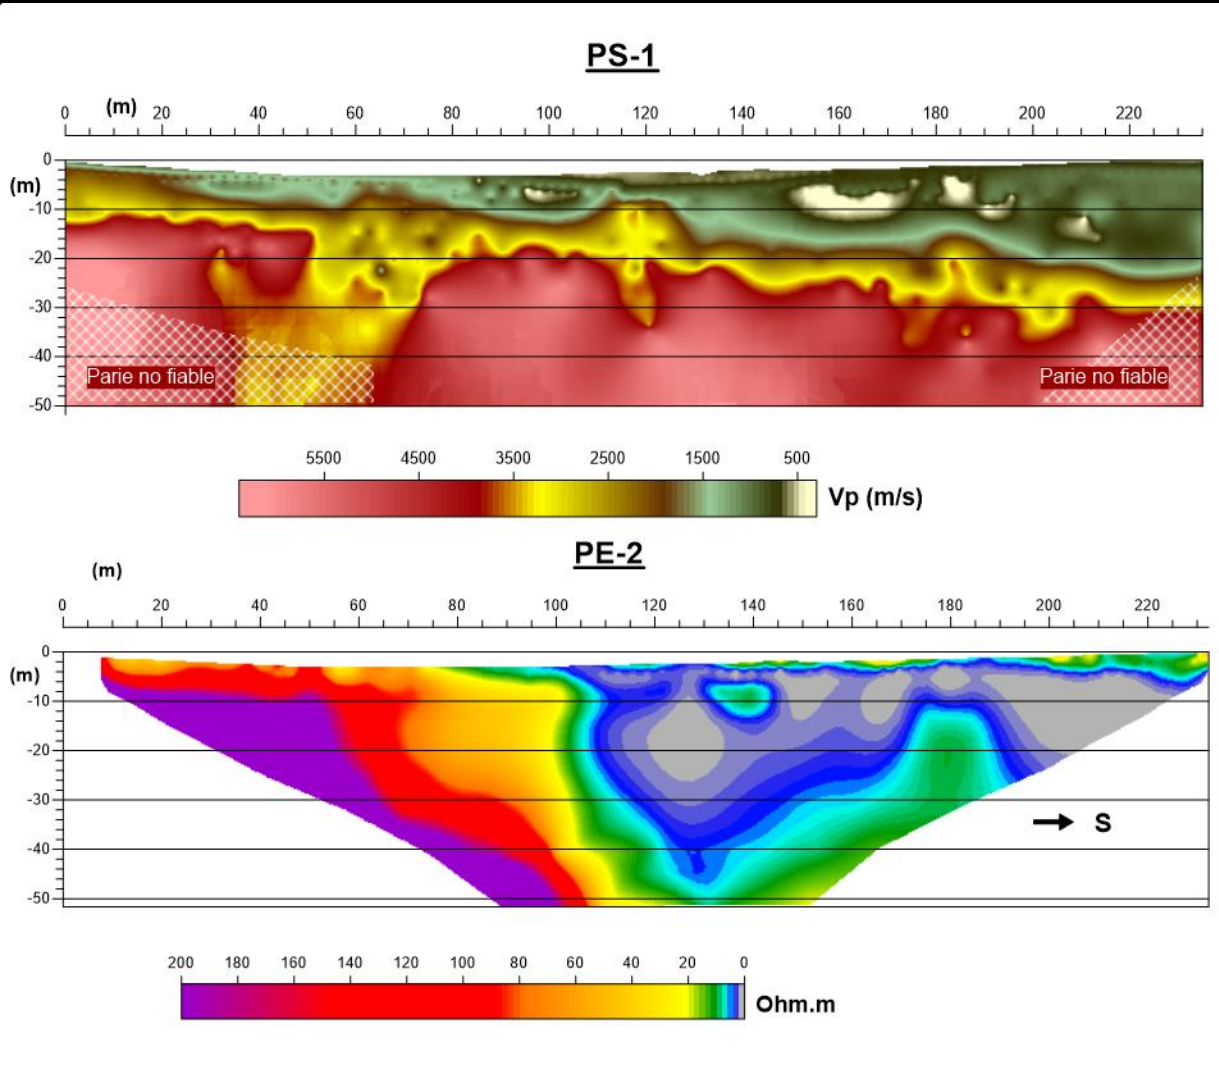 PS-1
0 (m) 20 40 60 80 100 120 140 160 180 200 220
0
(m)
-10
-20
-30
-40
Parie no fiable Parie no fiable
-50
5500 4500 3500 2500 1500 500
Vp (m/s)
PE-2
(m)
0 20 40 60 80 100 120 140 160 180 200 220
0
(m)
-10
-20
-30
S
-40
-50
200 180 160 140 120 100 80 60 40 20 0
Ohm.m